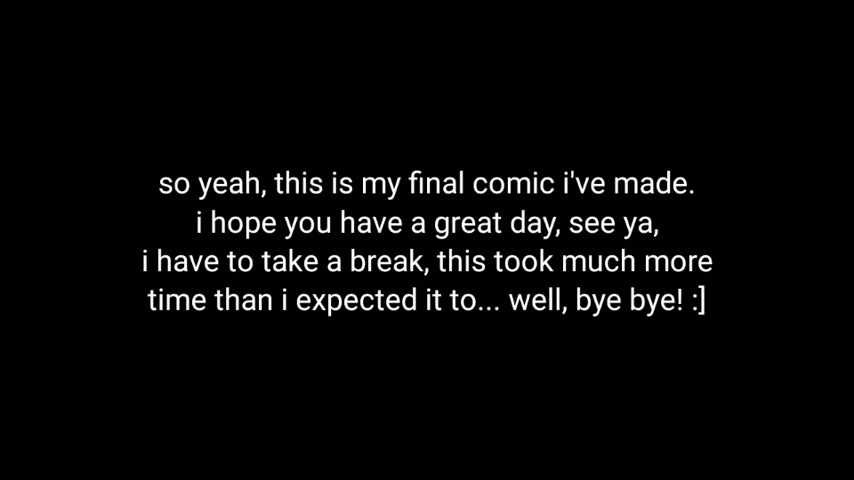 so yeah, this is my final comic i've made.
i hope you have a great day, see ya,
i have to take a break, this took much more
time than i expected it to... well, bye bye! :]